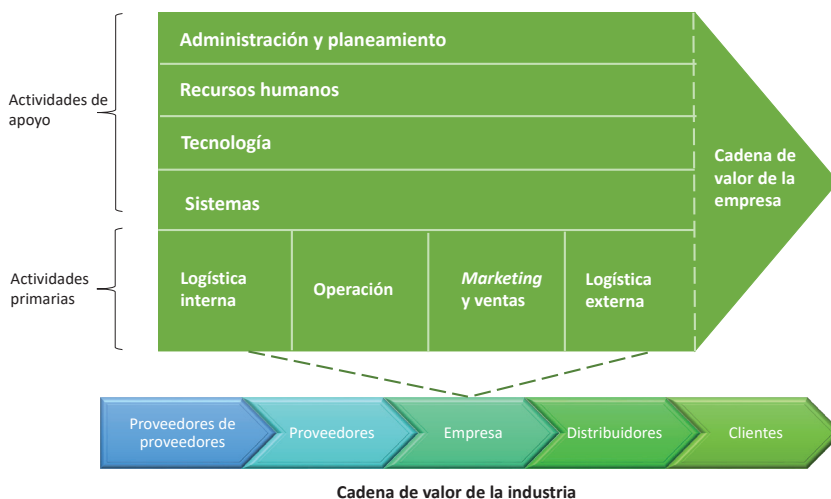 Administración y planeamiento
Actividades de
apoyo
Recursos humanos
Tecnología
Sistemas
Cadena de
valor de la
empresa
Actividades
primarias
Logística
interna
Operación
Marketing
y ventas
Logística
externa
Proveedores de
proveedores
Proveedores
Empresa
Distribuidores
Clientes
Cadena de valor de la industria